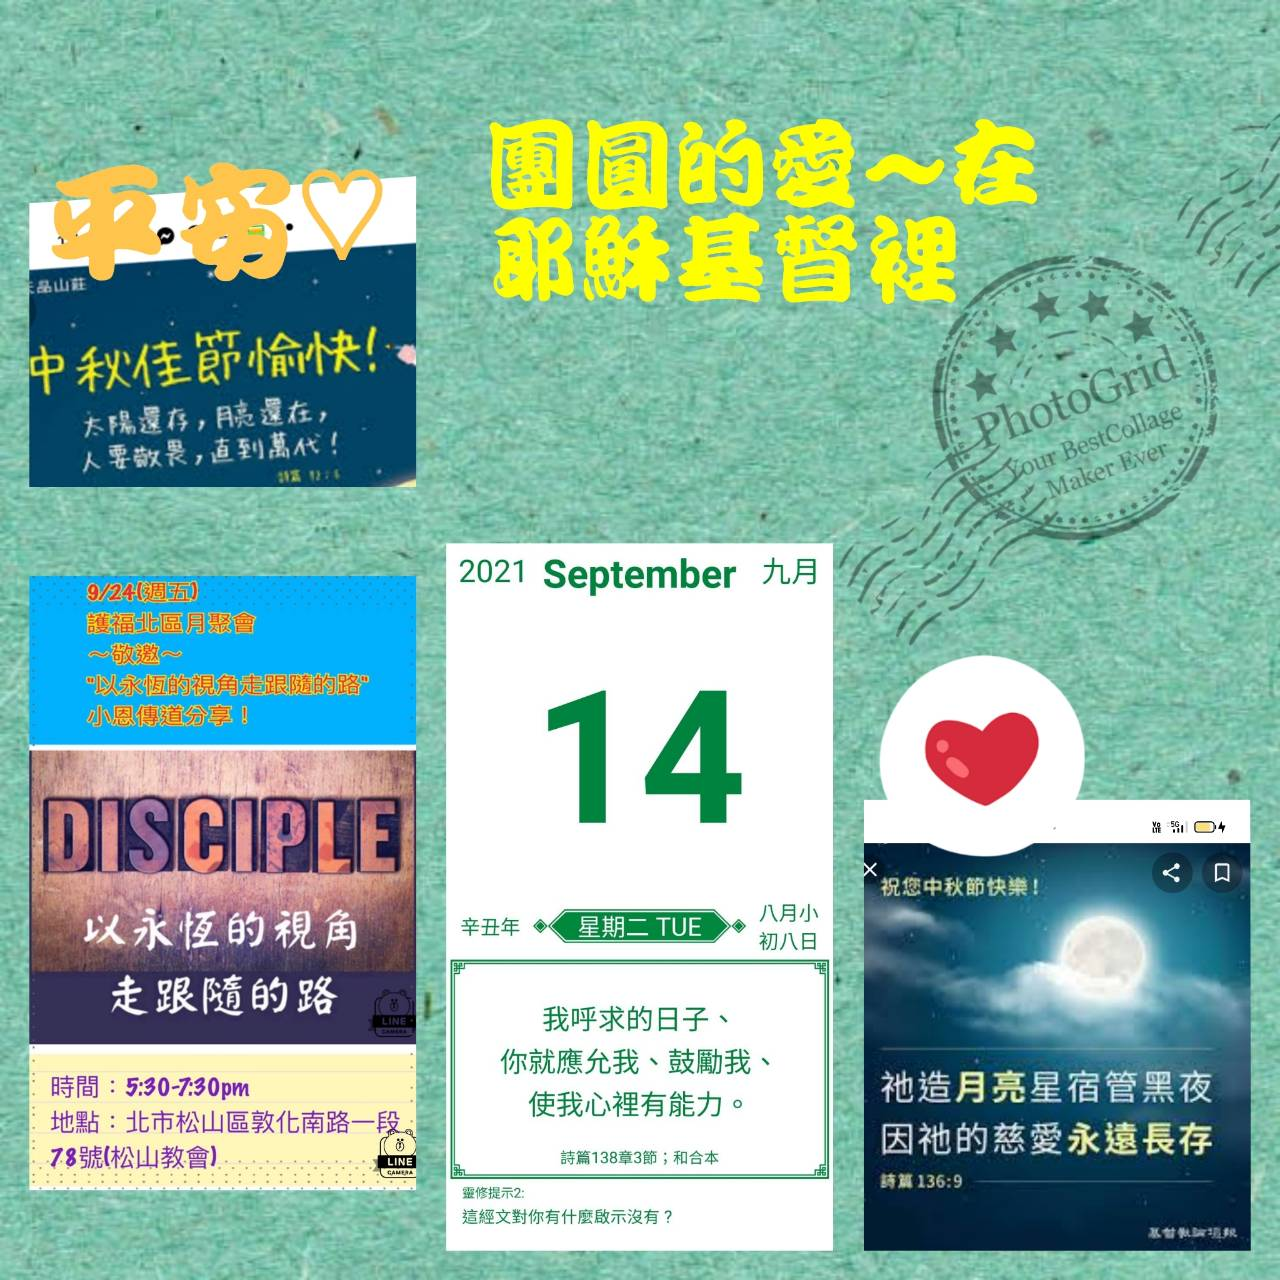 平安♡
團圓的愛～在
耶穌基督裡
天品山莊
中秋佳節愉快!
太陽還存，月亮還在，
人要敬畏，直到萬代！
詩篇
PhotoGrid
Your BestCollage
Maker Ever
9/24(週五)
護福北區月聚會
～敬邀～
"以永恆的視角走跟隨的路"
小恩傳道分享！
DISCIPLE
以永恆的視角
走跟隨的路
LINE
CAMERA
時間：5:30-7:30pm
地點：北市松山區敦化南路一段
78號(松山教會)
LINE
CAMERA
2021 September 九月
14
辛丑年 星期二 TUE 八月小
初八日
我呼求的日子、
你就應允我、鼓勵我、
使我心裡有能力。
詩篇138章3節；和合本
靈修提示2:
這經文對你有什麼啟示沒有？
Vo LTE 5G
祝您中秋節快樂！
祂造月亮星宿管黑夜
因祂的慈愛永遠長存
詩篇 136:9
基督教論壇報